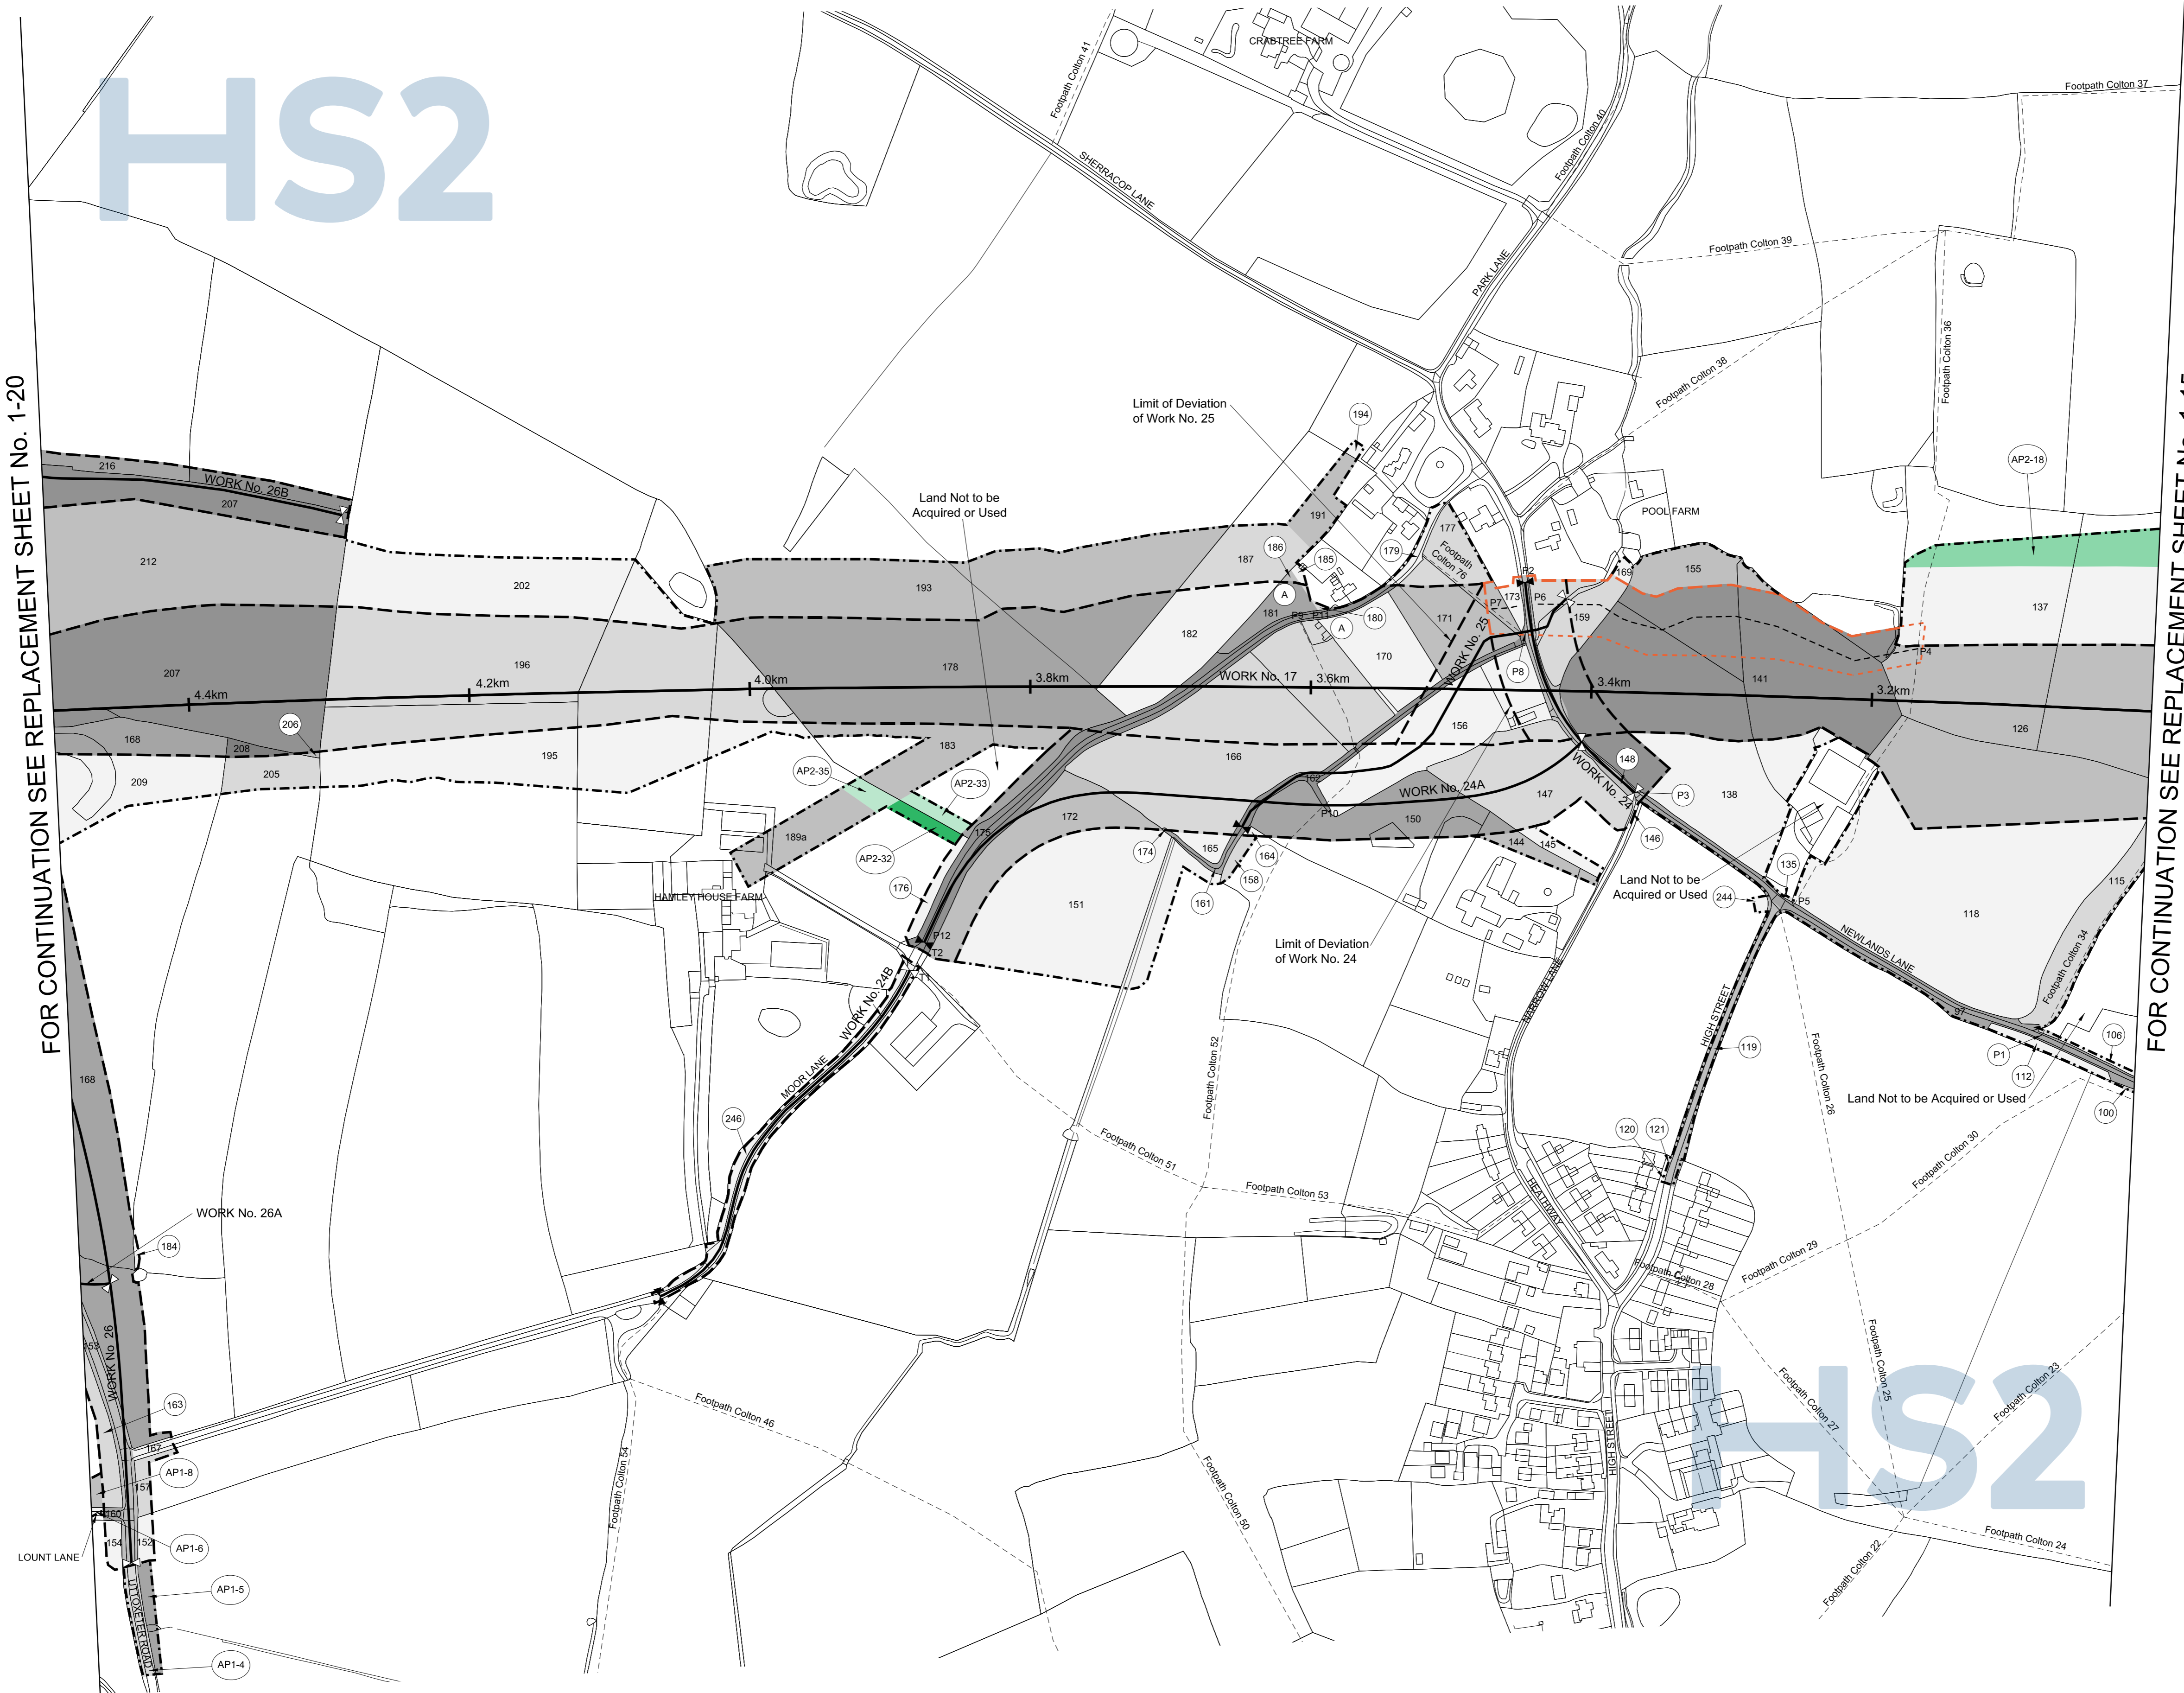 HS2
CRABTREE FARM
Footpath Colton 41
Footpath Colton 37
Footpath Colton 40
SHERRACOP LANE
Footpath Colton 39
PARK LANE
Footpath Colton 36
Footpath Colton 38
FOR CONTINUATION SEE REPLACEMENT SHEET No. 1-20
Limit of Deviation
of Work No. 25
194
AP2-18
216
WORK No. 26B
207
Land Not to be
Acquired or Used
191
177
POOL FARM
212
202
193
187
186
185
179
Footpath
Colton 76
P2
169
155
137
A
181
P9
P11
180
A
P7
173
P6
171
159
182
170
WORK No. 25
P8
P4
207
196
178
141
4.4km
4.2km
4.0km
3.8km
WORK No. 17
3.6km
3.4km
3.2km
206
168
208
183
156
126
209
205
195
AP2-35
AP2-33
166
162
WORK No. 24A
WORK No. 24
148
P3
147
138
P10
150
172
175
189a
AP2-32
174
165
164
144
145
146
158
161
135
Land Not to be
Acquired or Used
244
P5
115
176
HAMLEY HOUSE FARM
151
118
P12
T2
Limit of Deviation
of Work No. 24
NEWLANDS LANE
Footpath Colton 34
WORK No. 24B
NARROW LANE
97
HIGH STREET
119
106
P1
112
100
Land Not to be Acquired or Used
MOOR LANE
168
246
Footpath Colton 52
Footpath Colton 26
Footpath Colton 51
120
121
Footpath Colton 30
Footpath Colton 53
HEATHWAY
WORK No. 26A
184
Footpath Colton 28
Footpath Colton 29
153
WORK No. 26
Footpath Colton 25
Footpath Colton 23
Footpath Colton 27
163
Footpath Colton 46
167
HIGH STREET
AP1-8
157
Footpath Colton 54
Footpath Colton 50
HS2
160
154
152
AP1-6
LOUNT LANE
Footpath Colton 24
Footpath Colton 22
AP1-5
UTTOXETER ROAD
AP1-4